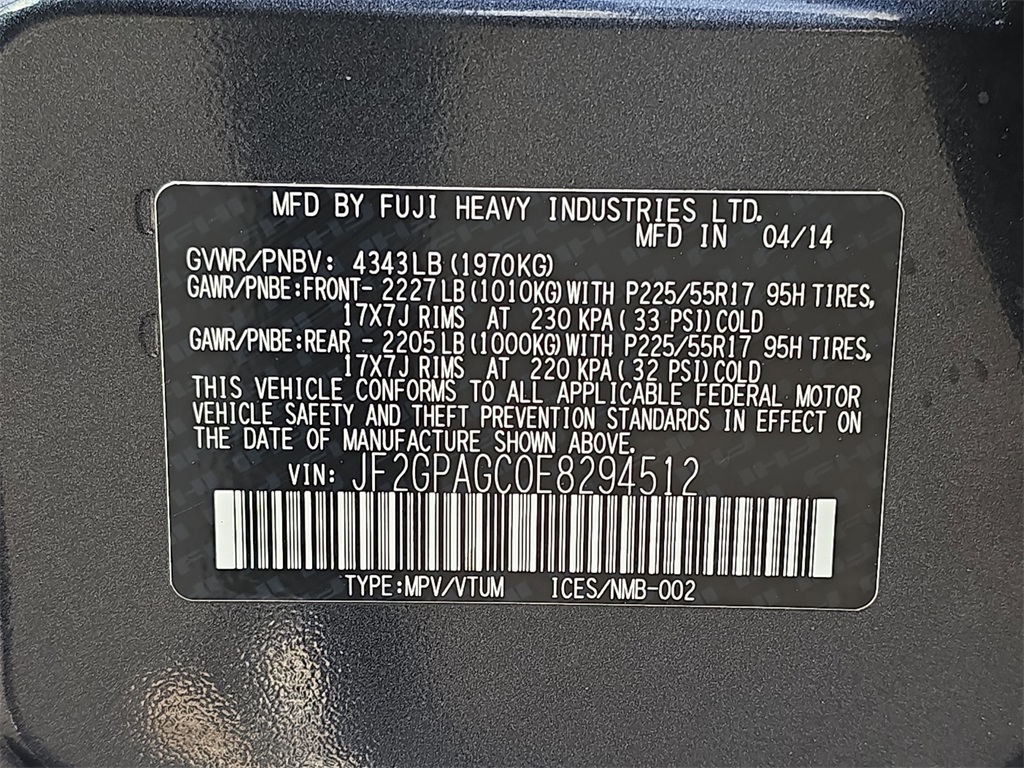 MFD BY FUJI HEAVY INDUSTRIES LTD.
MFD IN 04/14
GVWR/PNBV: 4343LB(1970KG)
GAWR/PNBE:FRONT- 2227LB(1010KG)WITH P225/55R17 95H TIRES,
17X7J RIMS AT 230 KPA( 33 PSI)COLD
GAWR/PNBE:REAR - 2205LB(1000KG)WITH P225/55R17 95H TIRES,
17X7J RIMS AT 220 KPA( 32 PSI)COLD
THIS VEHICLE CONFORMS TO ALL APPLICABLE FEDERAL MOTOR
VEHICLE SAFETY AND THEFT PREVENTION STANDARDS IN EFFECT ON
THE DATE OF MANUFACTURE SHOWN ABOVE.
VIN: JF2GPAGC0E8294512
TYPE:MPV/VTUM ICES/NMB-002